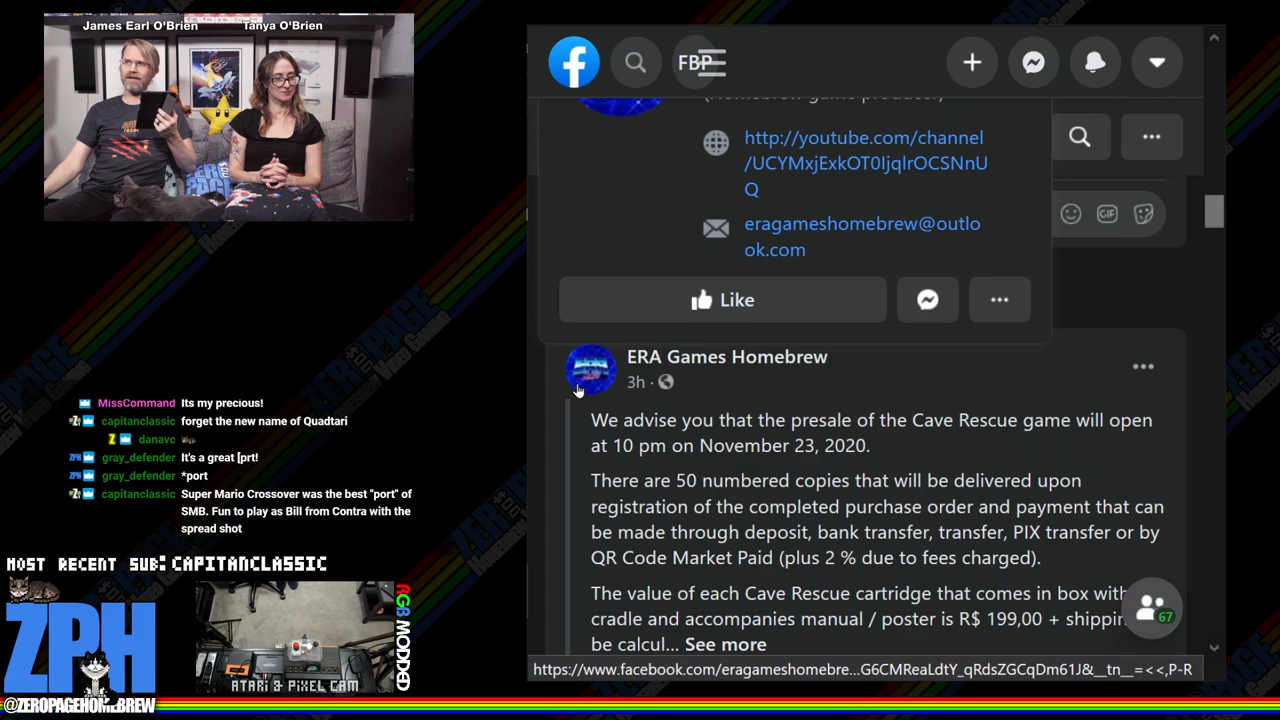 James Earl O'Brien
Tanya O'Brien
MissCommand Its my precious!
capitanclassic forget the new name of Quadtari
danavc
gray_defender It's a great [prt!
gray_defender *port
capitanclassic Super Mario Crossover was the best "port" of
SMB. Fun to play as Bill from Contra with the
spread shot
MOST RECENT SUB: CAPITANCLASSIC
ZPH
@ZEROPAGEHOMEBREW
RGB MODDED
ATARI & PIXEL CAM
FBP
(Homebrew game producer)
http://youtube.com/channel
/UCYMxjExkOT0IjqlrOCSNnU
Q
eragameshomebrew@outlo
ok.com
GIF
Like
ERA Games Homebrew
3h ·
We advise you that the presale of the Cave Rescue game will open
at 10 pm on November 23, 2020.
There are 50 numbered copies that will be delivered upon
registration of the completed purchase order and payment that can
be made through deposit, bank transfer, transfer, PIX transfer or by
QR Code Market Paid (plus 2 % due to fees charged).
The value of each Cave Rescue cartridge that comes in box with
cradle and accompanies manual / poster is R$ 199,00 + shippin
be calcul... See more
67
https://www.facebook.com/eragameshomebre...G6CMReaLdtY_qRdsZGCaDm61J&__tn__=<<,P-R